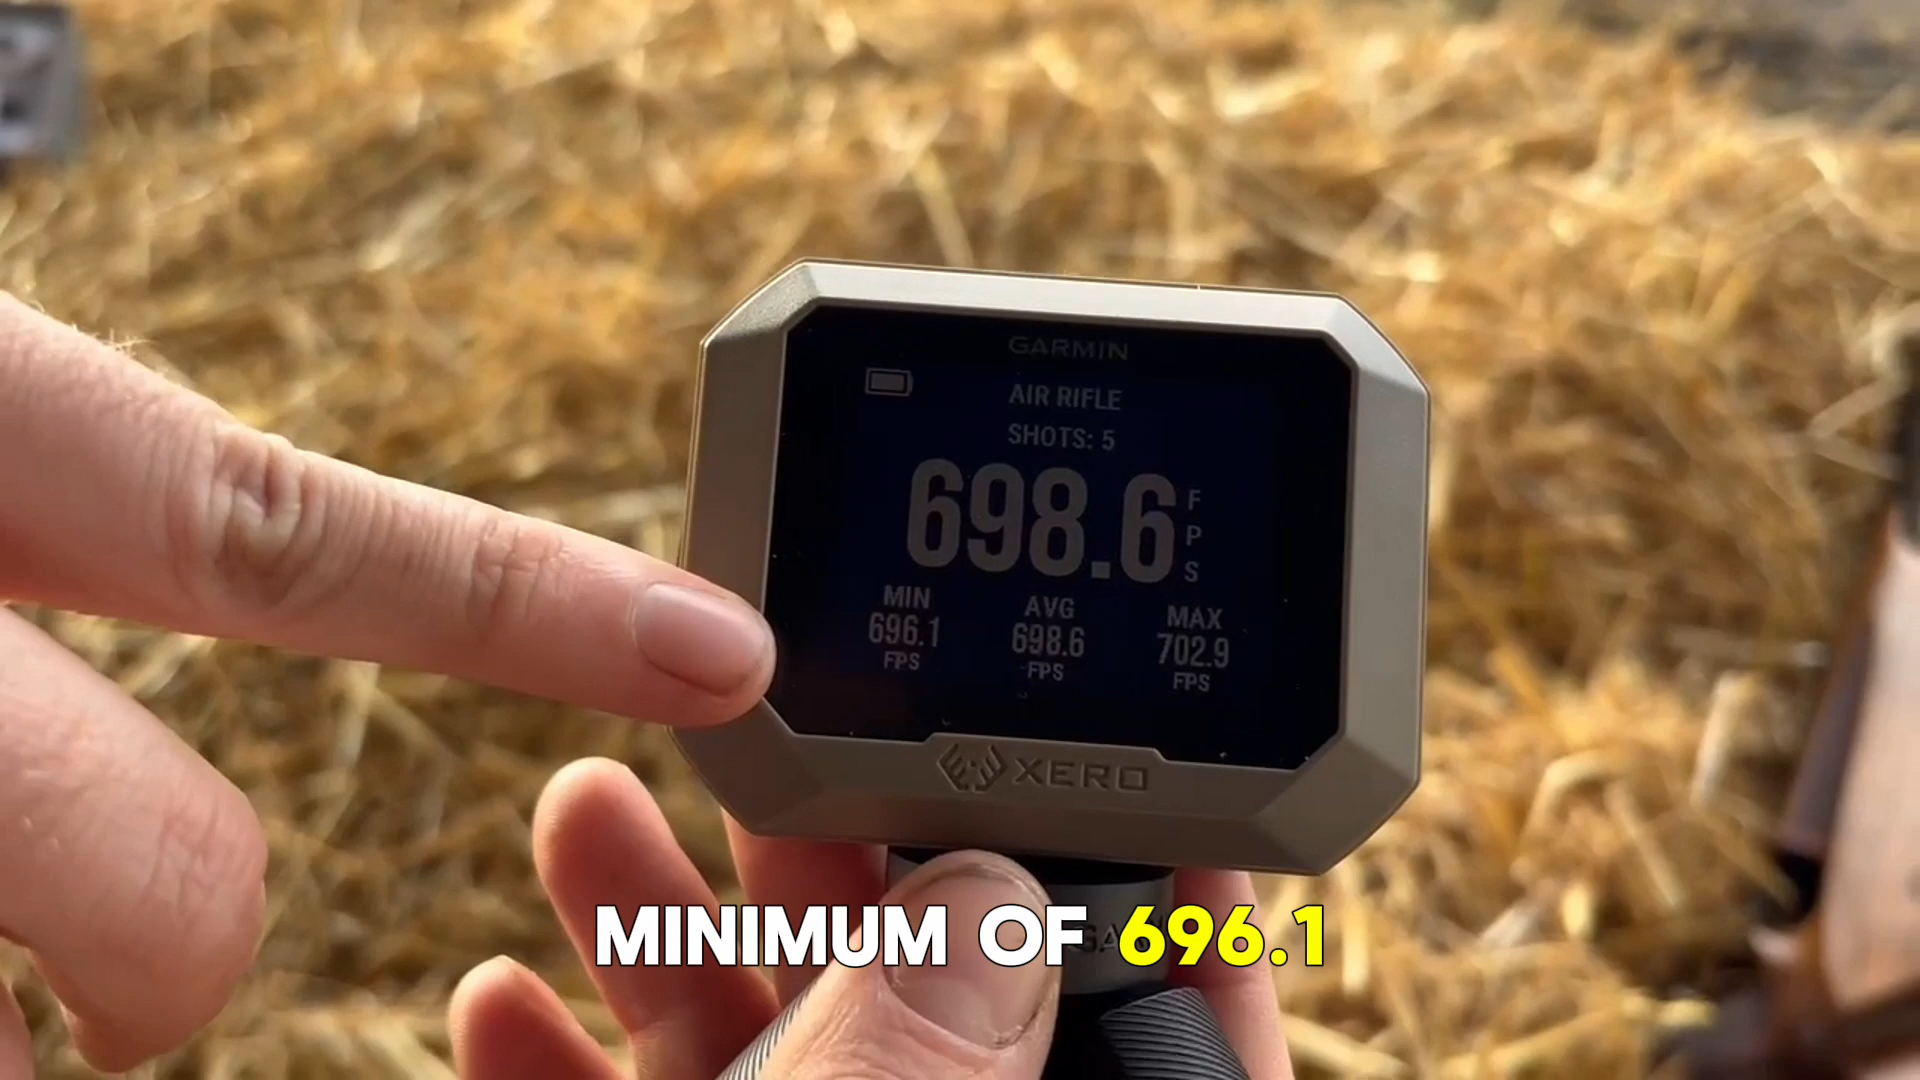 GARMIN
AIR RIFLE
SHOTS: 5
698.6 FPS
MIN AVG MAX
696.1 698.6 702.9
FPS FPS FPS
XERO
MINIMUM OF 696.1